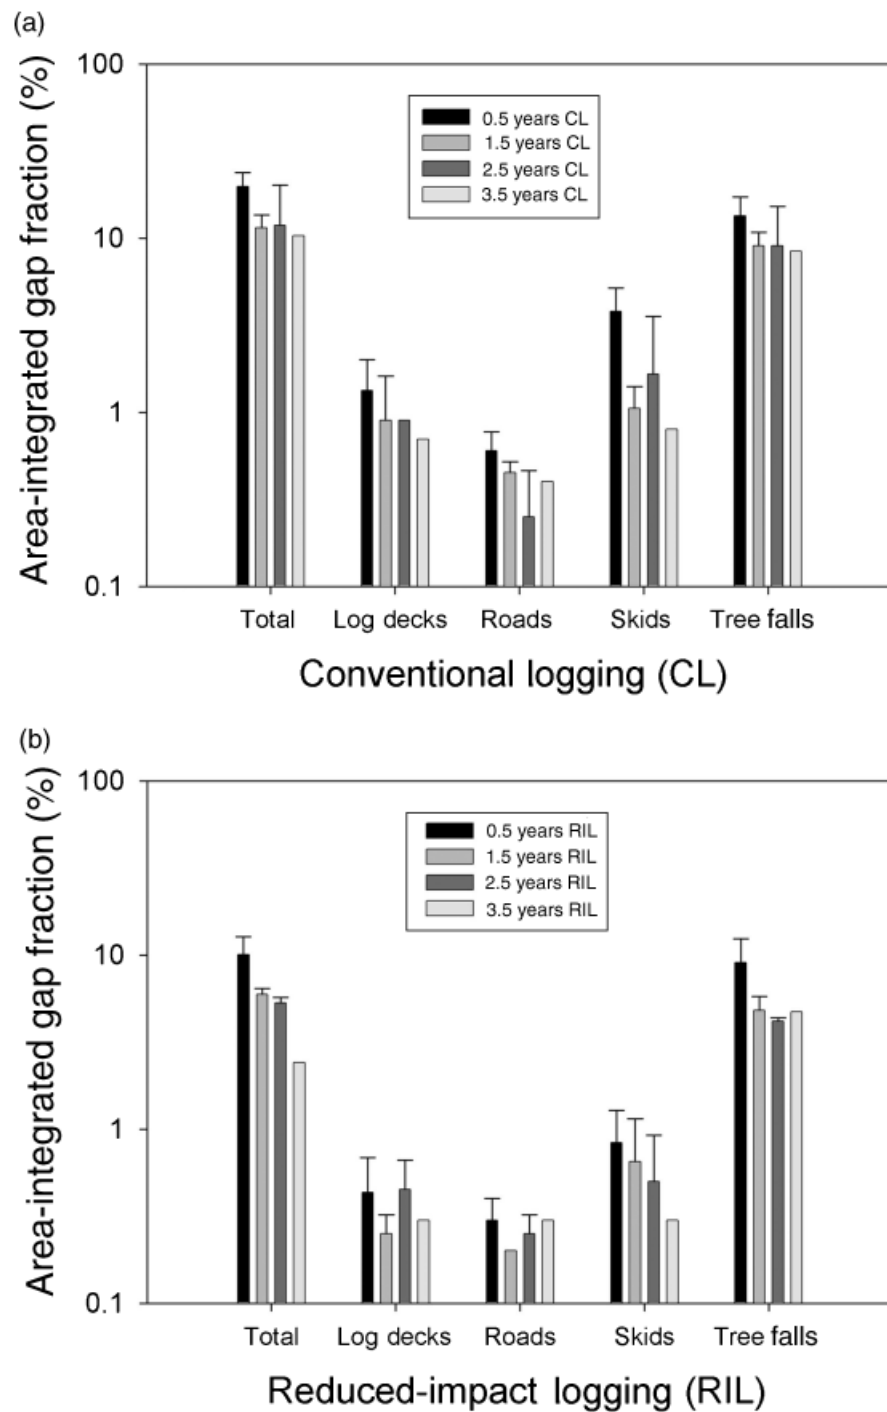 (a)
Area-integrated gap fraction (%)
100
10
1
0.1
0.5 years CL
1.5 years CL
2.5 years CL
3.5 years CL
Total Log decks Roads Skids Tree falls
Conventional logging (CL)
(b)
Area-integrated gap fraction (%)
100
10
1
0.1
0.5 years RIL
1.5 years RIL
2.5 years RIL
3.5 years RIL
Total Log decks Roads Skids Tree falls
Reduced-impact logging (RIL)